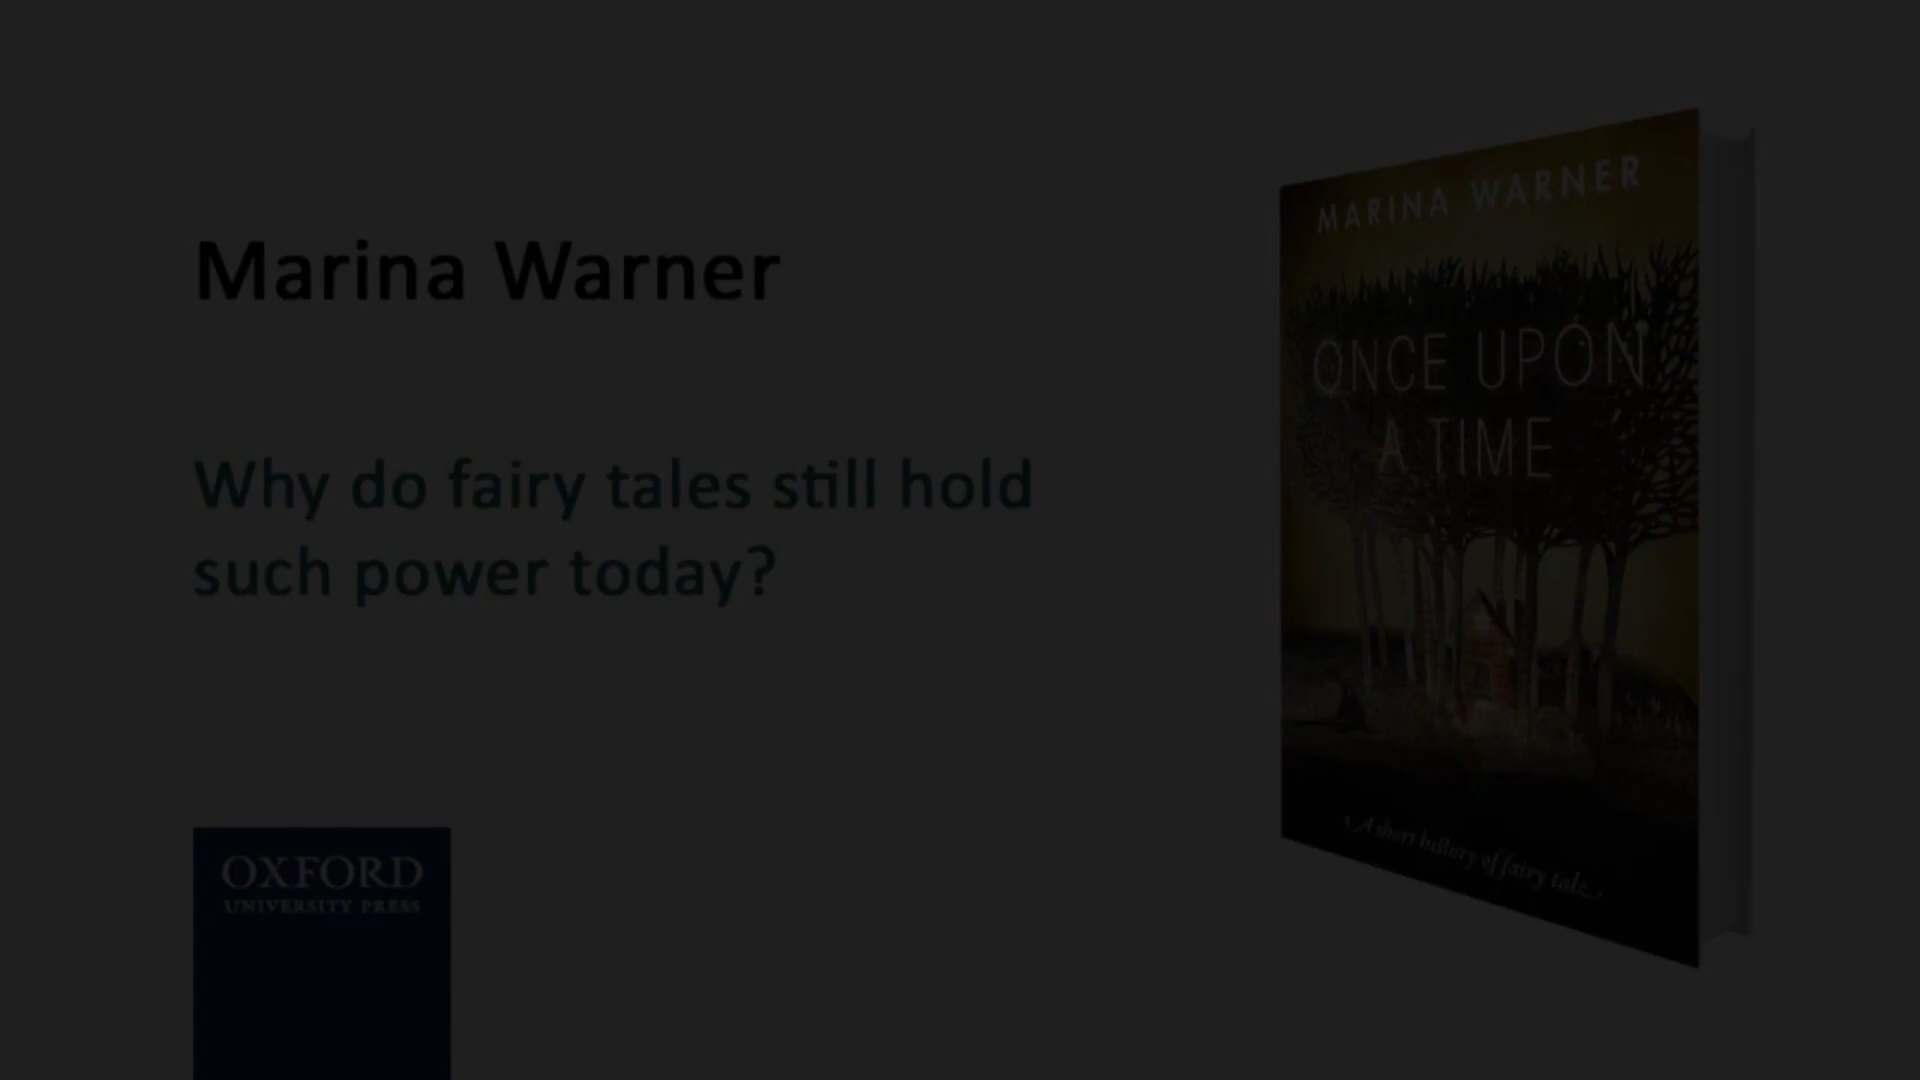 Marina Warner
Why do fairy tales still hold
such power today?
OXFORD
UNIVERSITY PRESS
MARINA WARNER
ONCE UPON
A TIME
A short history of fairy tale